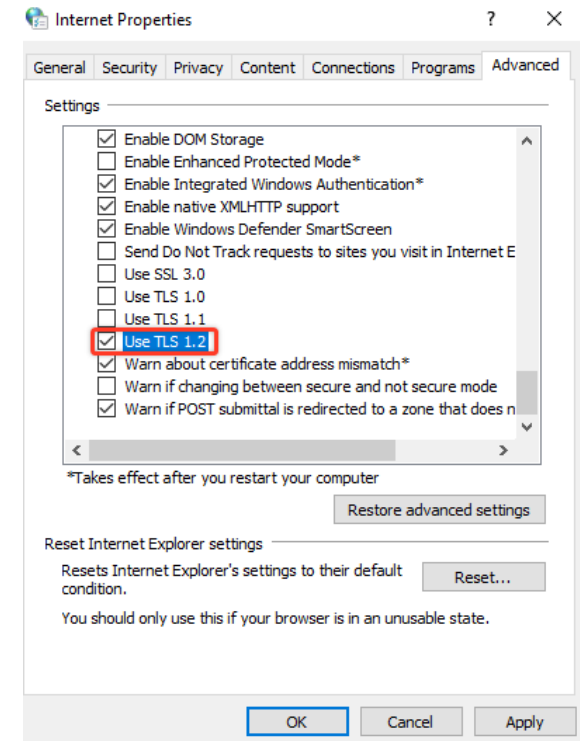 Internet Properties
? ×
General Security Privacy Content Connections Programs Advanced
Settings
Enable DOM Storage
Enable Enhanced Protected Mode*
Enable Integrated Windows Authentication*
Enable native XMLHTTP support
Enable Windows Defender SmartScreen
Send Do Not Track requests to sites you visit in Internet E
Use SSL 3.0
Use TLS 1.0
Use TLS 1.1
Use TLS 1.2
Warn about certificate address mismatch*
Warn if changing between secure and not secure mode
Warn if POST submittal is redirected to a zone that does n
*Takes effect after you restart your computer
Restore advanced settings
Reset Internet Explorer settings
Resets Internet Explorer's settings to their default
condition.
Reset...
You should only use this if your browser is in an unusable state.
OK Cancel Apply